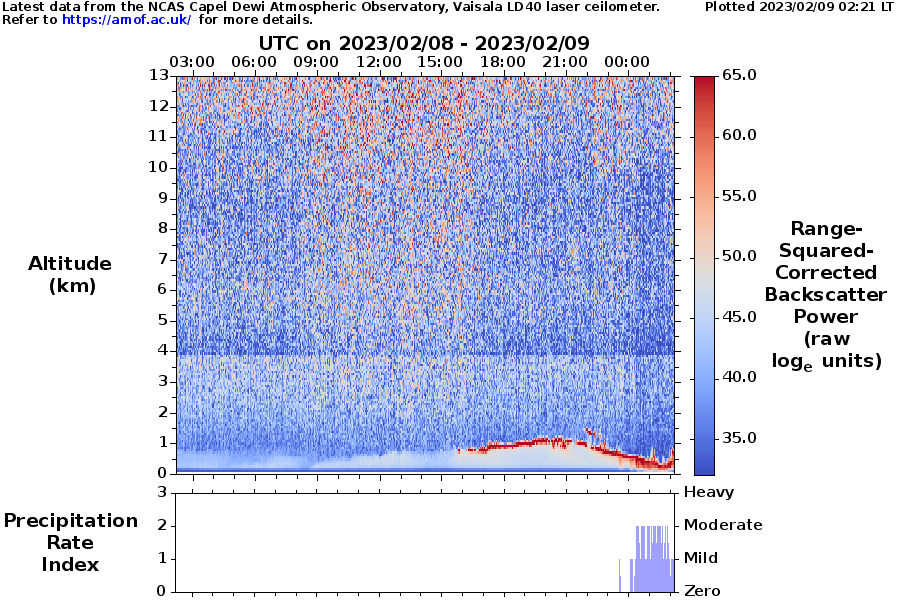 Latest data from the NCAS Capel Dewi Atmospheric Observatory, Vaisala LD40 laser ceilometer. Plotted 2023/02/09 02:21 LT
Refer to https://amof.ac.uk/ for more details.
UTC on 2023/02/08 - 2023/02/09
03:00 06:00 09:00 12:00 15:00 18:00 21:00 00:00
13
12
11
10
9
8
7
6
5
4
3
2
1
0
Altitude
(km)
65.0
60.0
55.0
50.0
45.0
40.0
35.0
Range-
Squared-
Corrected
Backscatter
Power
(raw
loge units)
Precipitation
Rate
Index
3
2
1
0
Heavy
Moderate
Mild
Zero